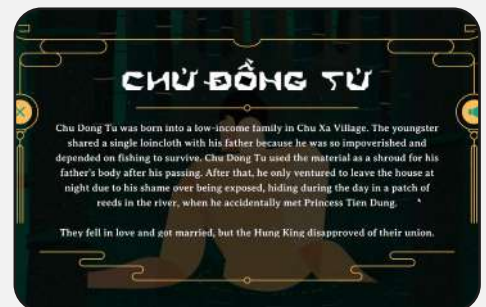 CHỬ ĐỒNG TỬ
Chu Dong Tu was born into a low-income family in Chu Xa Village. The youngster
shared a single loincloth with his father because he was so impoverished and
depended on fishing to survive. Chu Dong Tu used the material as a shroud for his
father's body after his passing. After that, he only ventured to leave the house at
night due to his shame over being exposed, hiding during the day in a patch of
reeds in the river, when he accidentally met Princess Tien Dung.
They fell in love and got married, but the Hung King disapproved of their union.